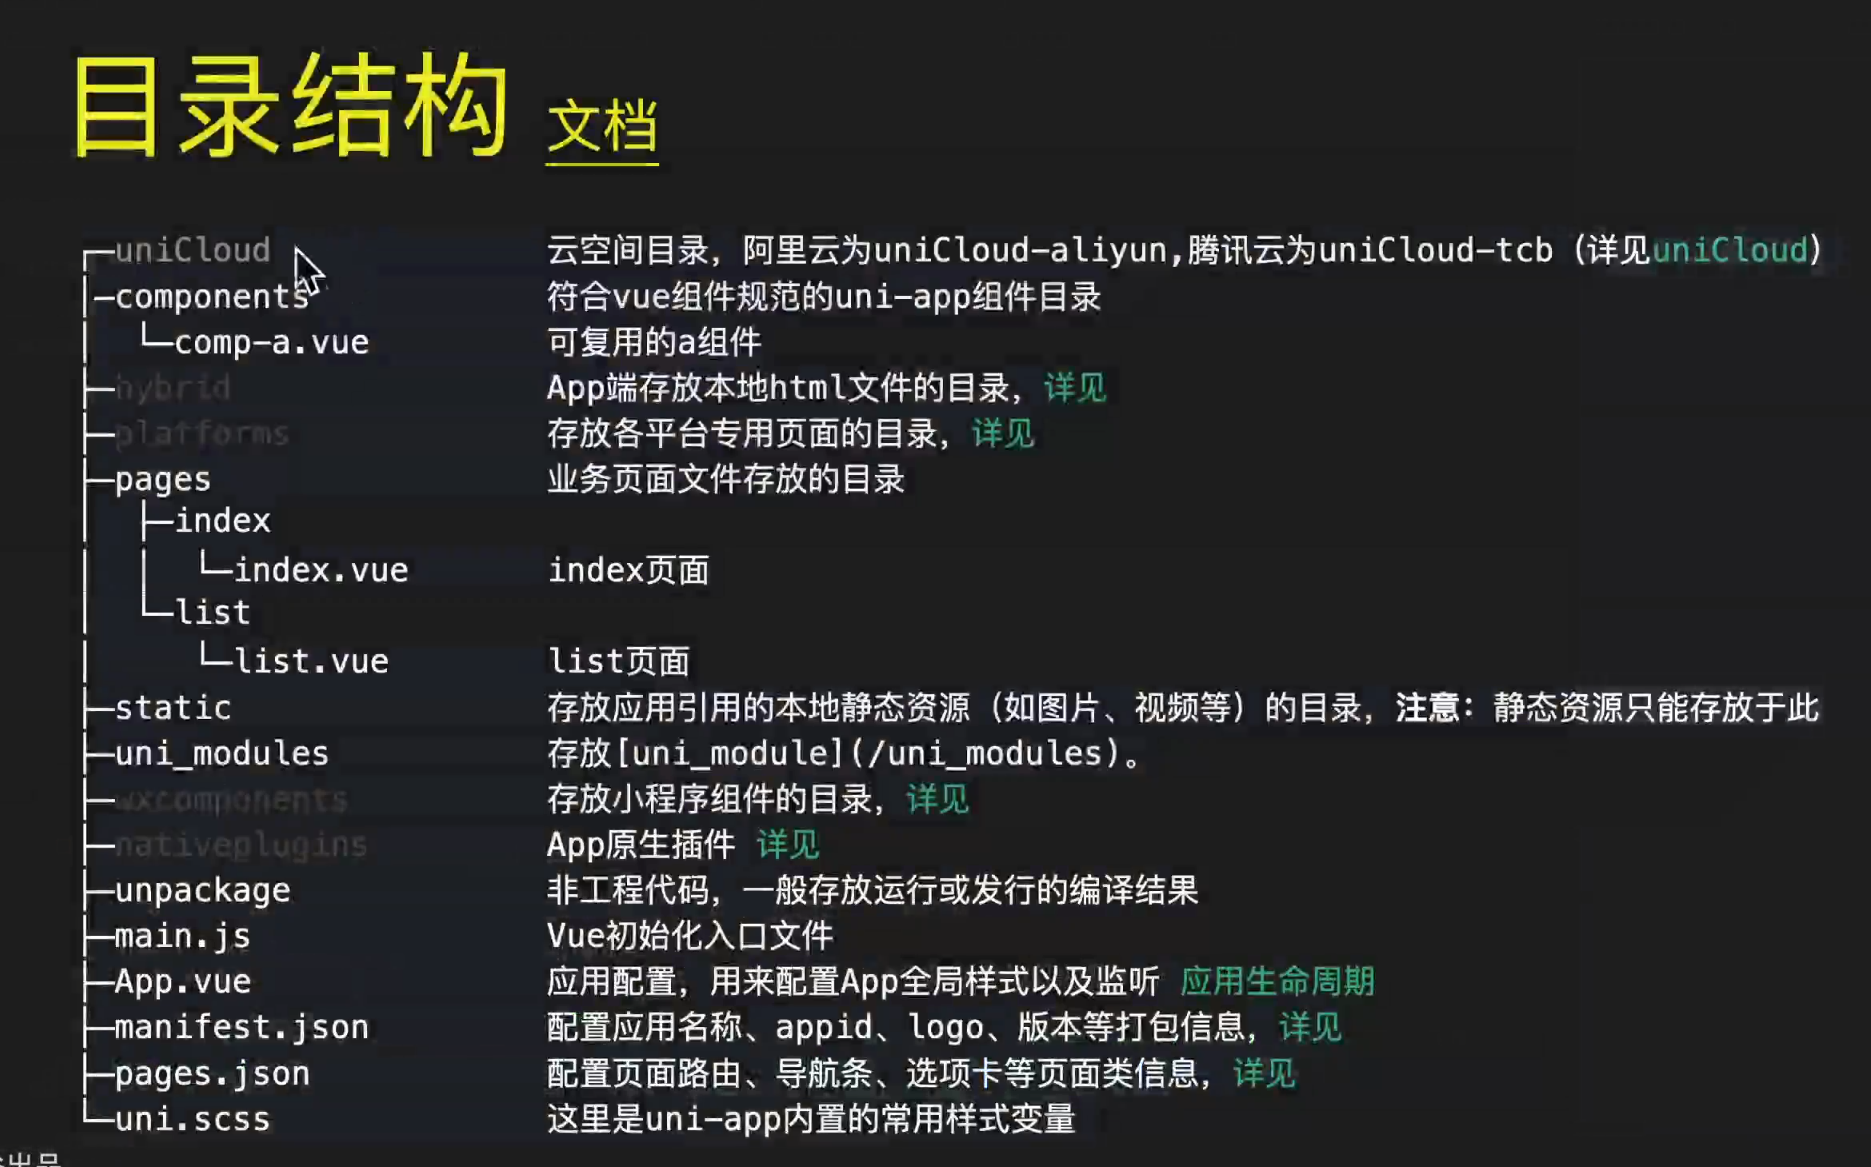 目录结构 文档
┌─uniCloud 云空间目录，阿里云为uniCloud-aliyun,腾讯云为uniCloud-tcb（详见uniCloud）
│─components 符合vue组件规范的uni-app组件目录
│  └─comp-a.vue 可复用的a组件
├─hybrid App端存放本地html文件的目录，详见
├─platforms 存放各平台专用页面的目录，详见
├─pages 业务页面文件存放的目录
│  ├─index
│  │  └─index.vue index页面
│  └─list
│     └─list.vue list页面
├─static 存放应用引用的本地静态资源（如图片、视频等）的目录，注意：静态资源只能存放于此
├─uni_modules 存放[uni_module](/uni_modules)。
├─wxcomponents 存放小程序组件的目录，详见
├─nativeplugins App原生插件 详见
├─unpackage 非工程代码，一般存放运行或发行的编译结果
├─main.js Vue初始化入口文件
├─App.vue 应用配置，用来配置App全局样式以及监听 应用生命周期
├─manifest.json 配置应用名称、appid、logo、版本等打包信息，详见
├─pages.json 配置页面路由、导航条、选项卡等页面类信息，详见
└─uni.scss 这里是uni-app内置的常用样式变量
出品